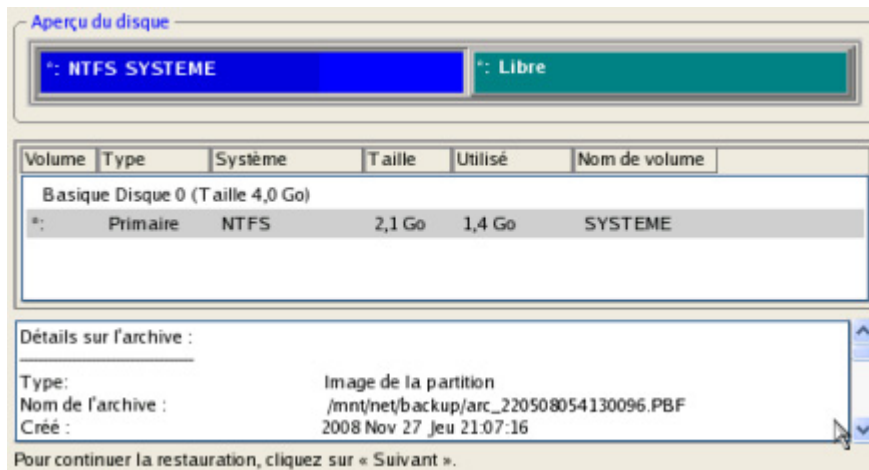 Aperçu du disque
*: NTFS SYSTEME
*: Libre
Volume Type Système Taille Utilisé Nom de volume
Basique Disque 0 (Taille 4,0 Go)
*: Primaire NTFS 2,1 Go 1,4 Go SYSTEME
Détails sur l'archive :
Type: Image de la partition
Nom de l'archive : /mnt/net/backup/arc_220508054130096.PBF
Créé : 2008 Nov 27 Jeu 21:07:16
Pour continuer la restauration, cliquez sur « Suivant ».